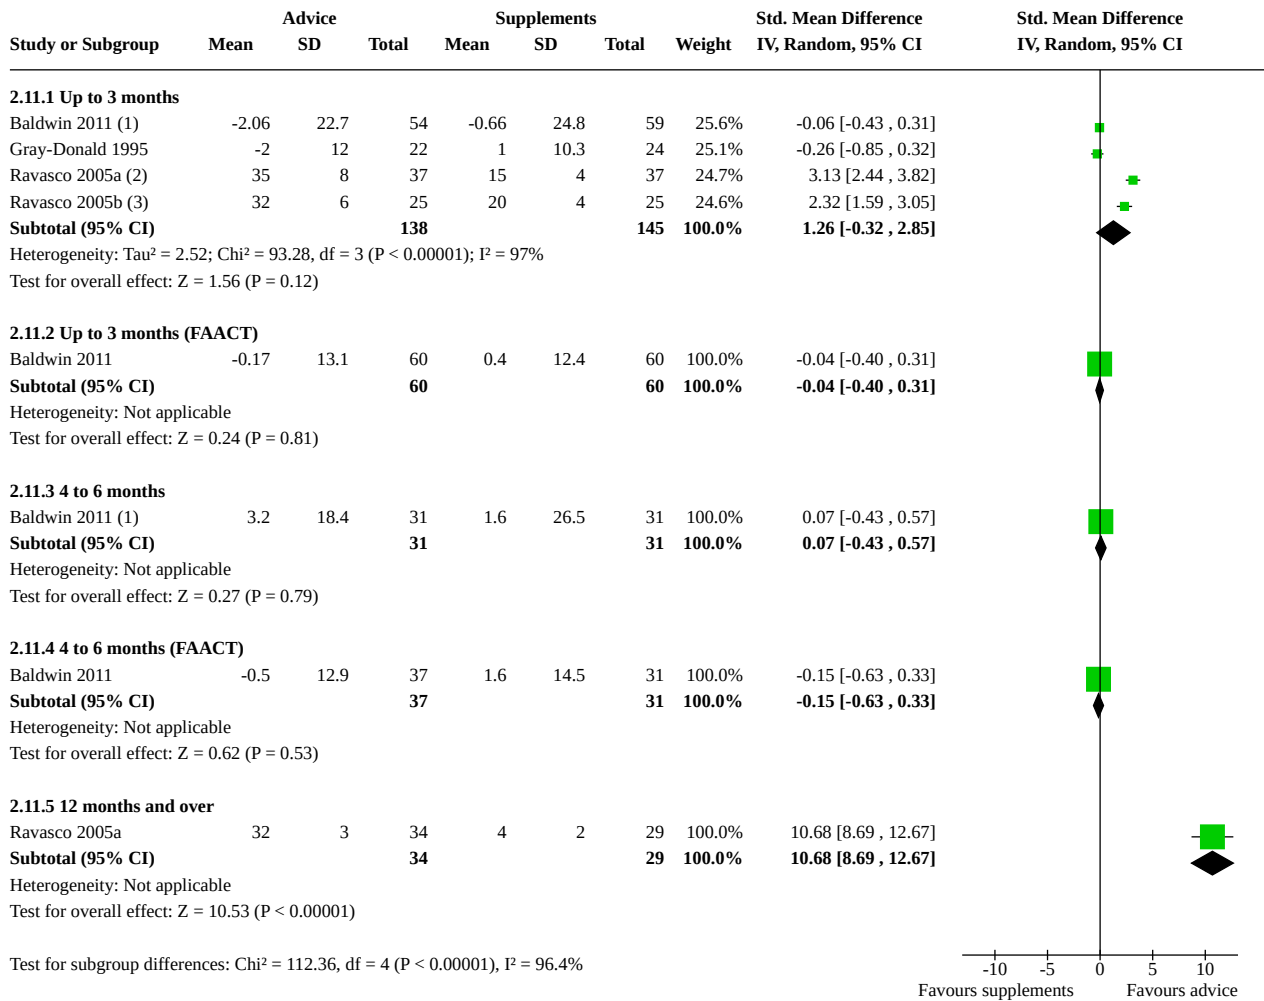 Advice Supplements Std. Mean Difference Std. Mean Difference
Study or Subgroup Mean SD Total Mean SD Total Weight IV, Random, 95% CI IV, Random, 95% CI
2.11.1 Up to 3 months
Baldwin 2011 (1) -2.06 22.7 54 -0.66 24.8 59 25.6% -0.06 [-0.43 , 0.31]
Gray-Donald 1995 -2 12 22 1 10.3 24 25.1% -0.26 [-0.85 , 0.32]
Ravasco 2005a (2) 35 8 37 15 4 37 24.7% 3.13 [2.44 , 3.82]
Ravasco 2005b (3) 32 6 25 20 4 25 24.6% 2.32 [1.59 , 3.05]
Subtotal (95% CI) 138 145 100.0% 1.26 [-0.32 , 2.85]
Heterogeneity: Tau² = 2.52; Chi² = 93.28, df = 3 (P < 0.00001); I² = 97%
Test for overall effect: Z = 1.56 (P = 0.12)
2.11.2 Up to 3 months (FAACT)
Baldwin 2011 -0.17 13.1 60 0.4 12.4 60 100.0% -0.04 [-0.40 , 0.31]
Subtotal (95% CI) 60 60 100.0% -0.04 [-0.40 , 0.31]
Heterogeneity: Not applicable
Test for overall effect: Z = 0.24 (P = 0.81)
2.11.3 4 to 6 months
Baldwin 2011 (1) 3.2 18.4 31 1.6 26.5 31 100.0% 0.07 [-0.43 , 0.57]
Subtotal (95% CI) 31 31 100.0% 0.07 [-0.43 , 0.57]
Heterogeneity: Not applicable
Test for overall effect: Z = 0.27 (P = 0.79)
2.11.4 4 to 6 months (FAACT)
Baldwin 2011 -0.5 12.9 37 1.6 14.5 31 100.0% -0.15 [-0.63 , 0.33]
Subtotal (95% CI) 37 31 100.0% -0.15 [-0.63 , 0.33]
Heterogeneity: Not applicable
Test for overall effect: Z = 0.62 (P = 0.53)
2.11.5 12 months and over
Ravasco 2005a 32 3 34 4 2 29 100.0% 10.68 [8.69 , 12.67]
Subtotal (95% CI) 34 29 100.0% 10.68 [8.69 , 12.67]
Heterogeneity: Not applicable
Test for overall effect: Z = 10.53 (P < 0.00001)
Test for subgroup differences: Chi² = 112.36, df = 4 (P < 0.00001), I² = 96.4%
-10 -5 0 5 10
Favours supplements Favours advice